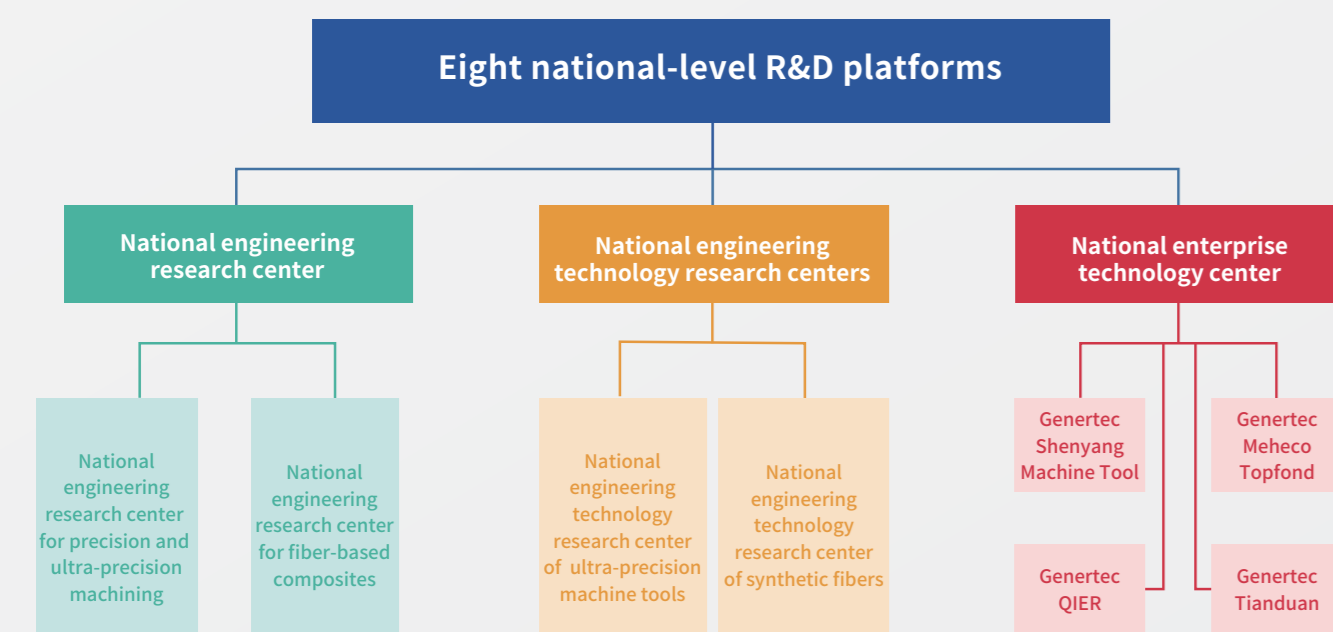 Eight national-level R&D platforms
National engineering
research center
National engineering
technology research centers
National enterprise
technology center
National
engineering
research center
for precision and
ultra-precision
machining
National
engineering
research center
for fiber-based
composites
National
engineering
technology
research center
of ultra-precision
machine tools
National
engineering
technology
research center
of synthetic fibers
Genertec
Shenyang
Machine Tool
Genertec
Meheco
Topfond
Genertec
QIER
Genertec
Tianduan